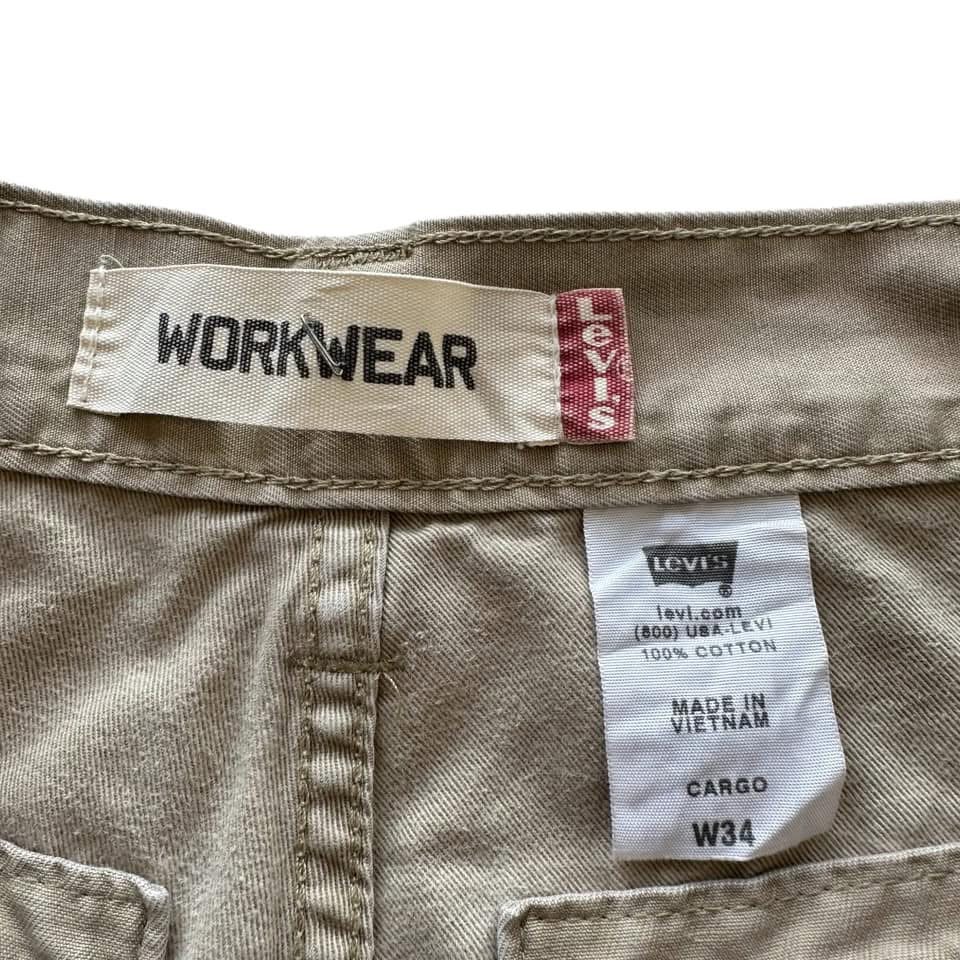 WORKWEAR
LeVI'S
®
LEVI'S
®
levi.com
(800) USA-LEVI
100% COTTON
MADE IN
VIETNAM
CARGO
W34